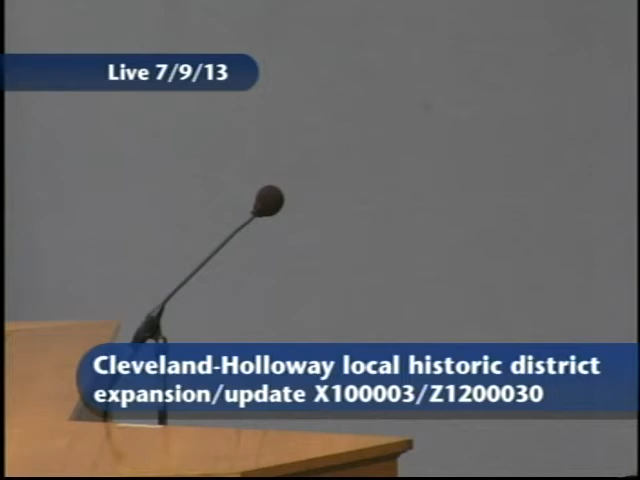 Live 7/9/13
Cleveland-Holloway local historic district
expansion/update X100003/Z1200030